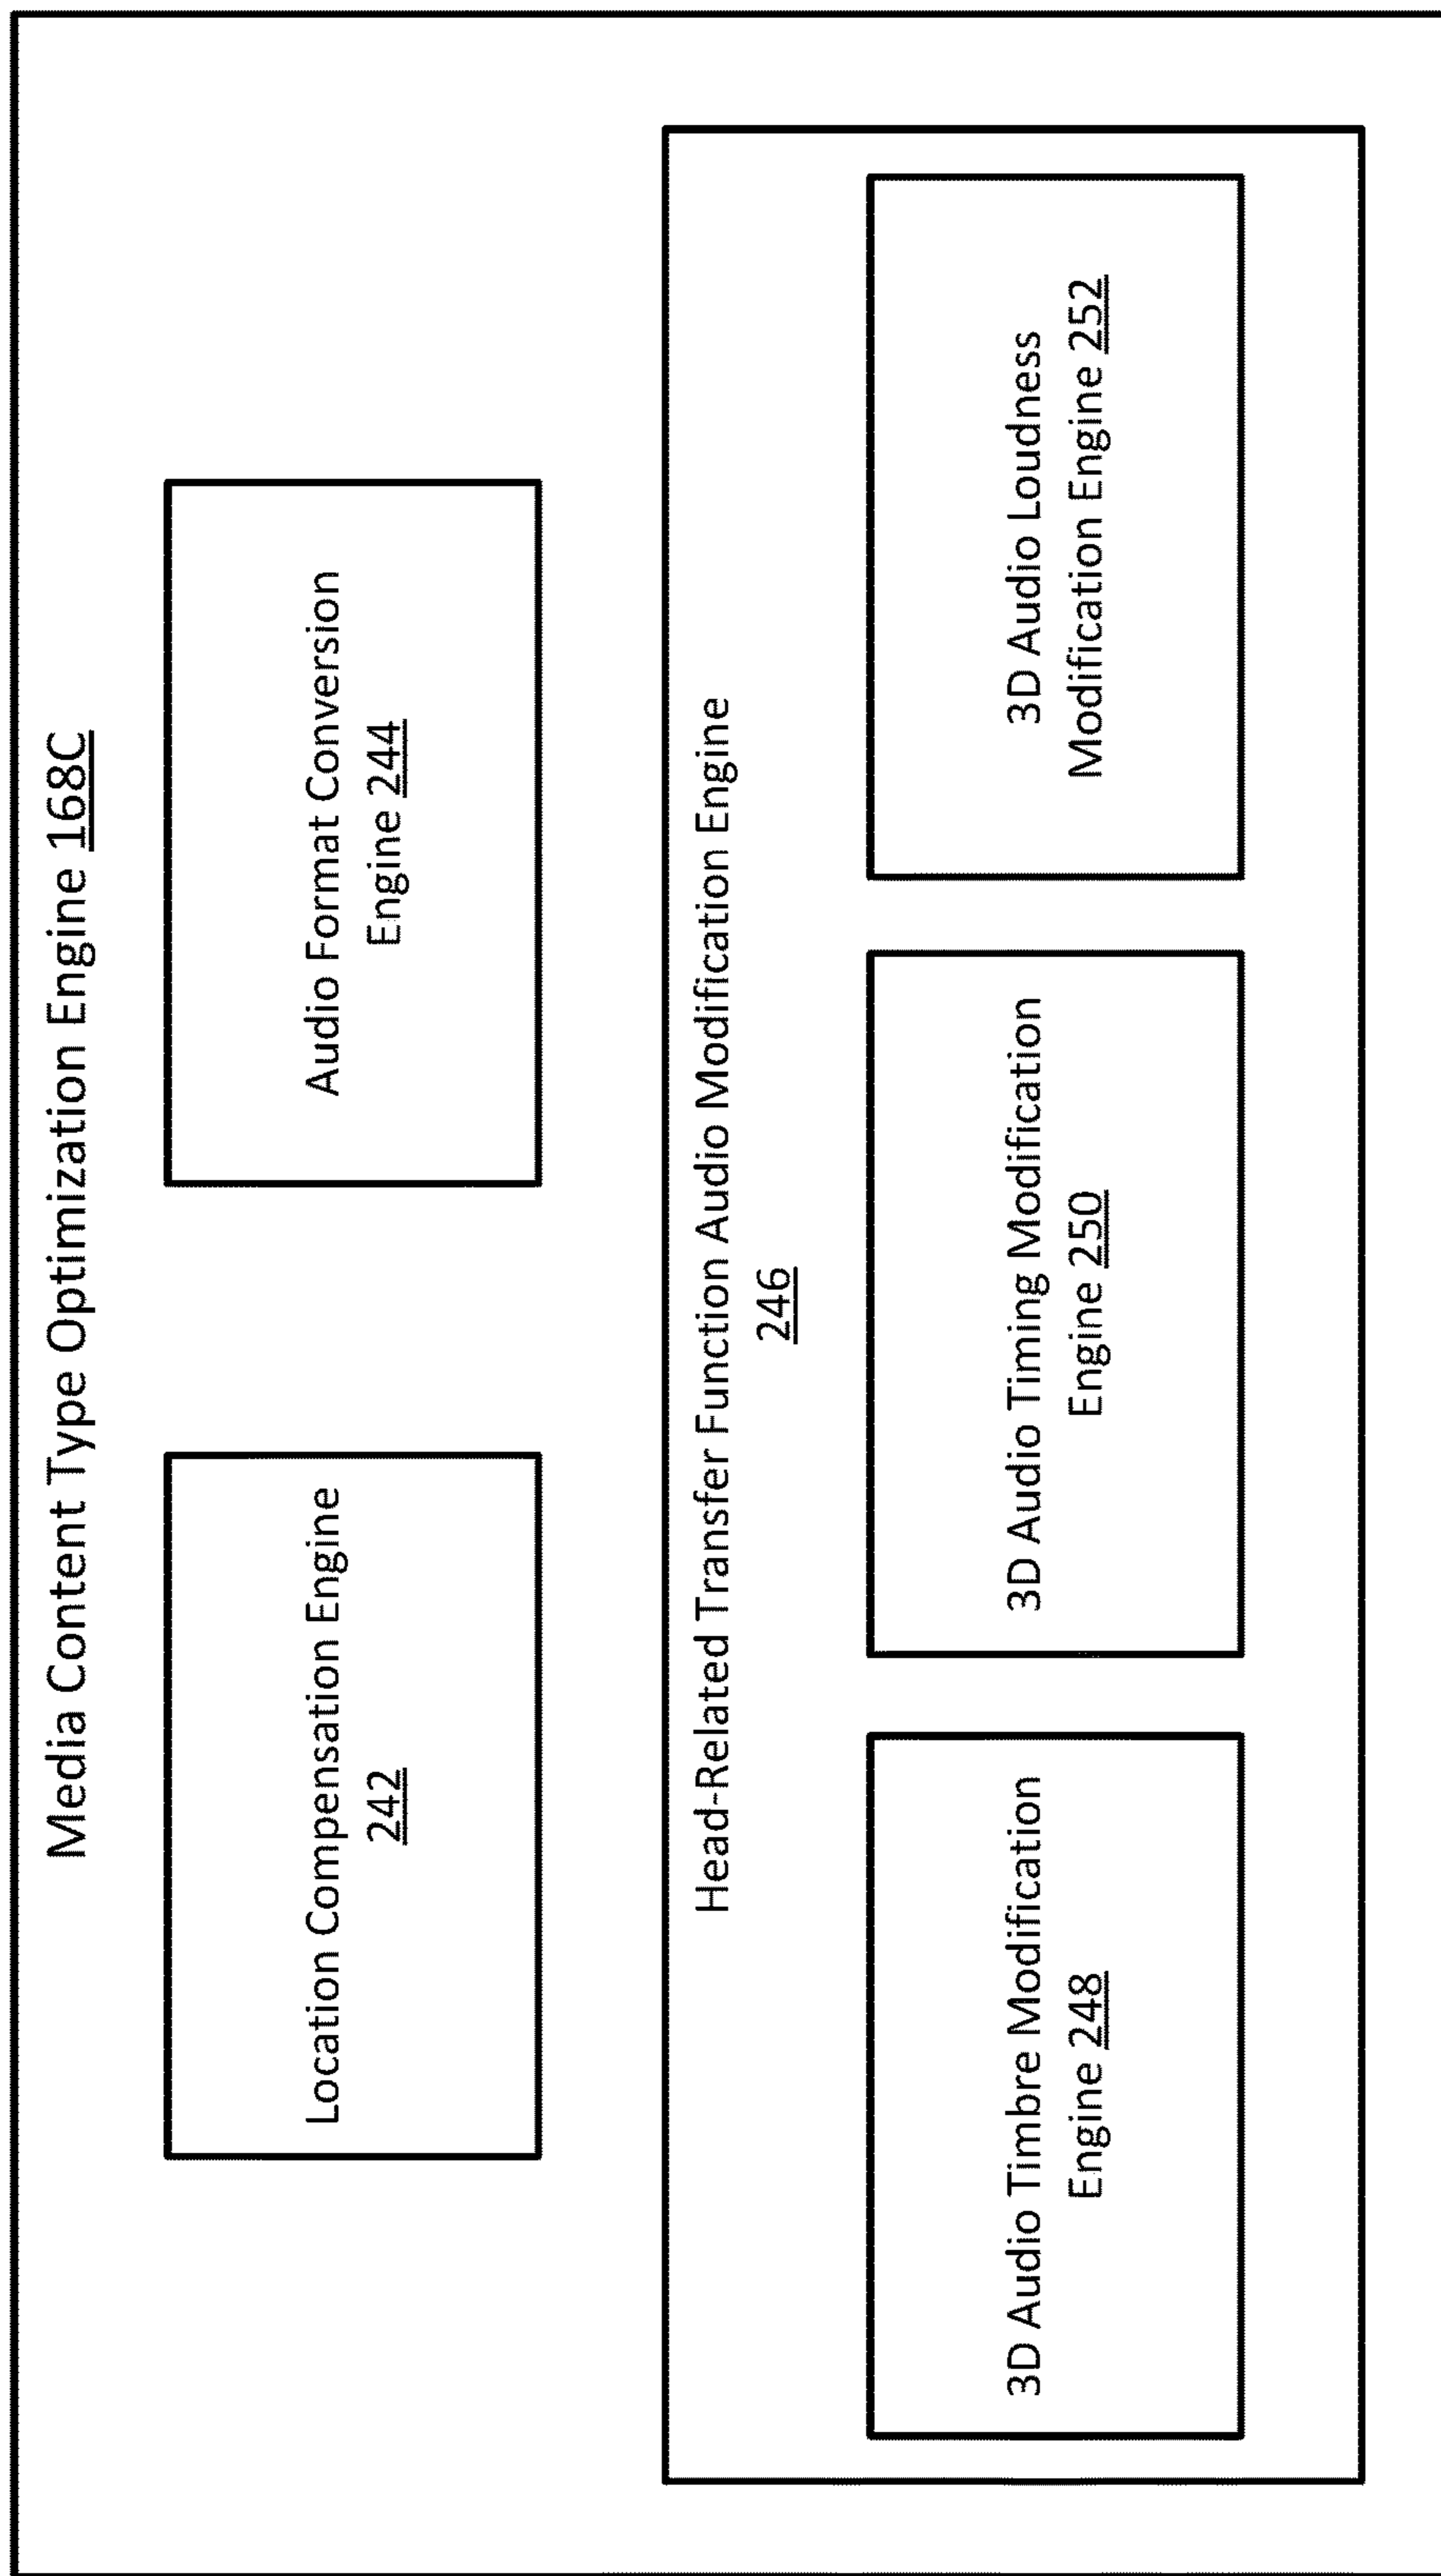 Media Content Type Optimization Engine 168C
Location Compensation Engine
242
Audio Format Conversion
Engine 244
Head-Related Transfer Function Audio Modification Engine
246
3D Audio Timbre Modification
Engine 248
3D Audio Timing Modification
Engine 250
3D Audio Loudness
Modification Engine 252